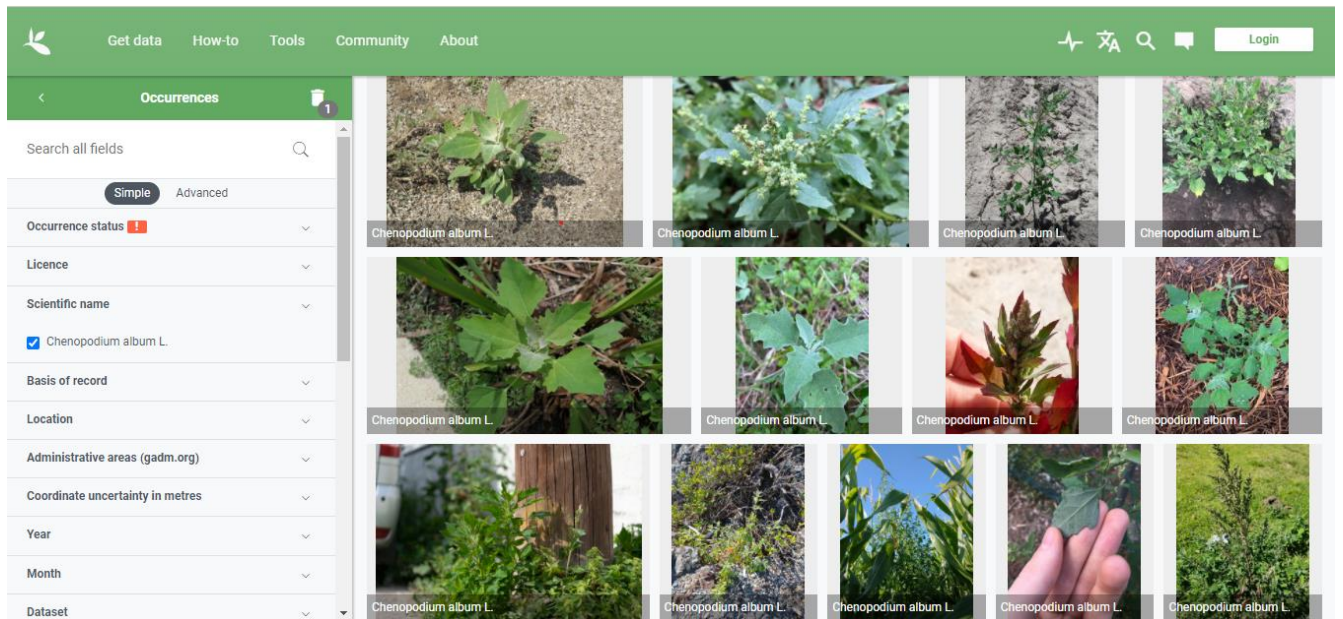 Get data How-to Tools Community About Login
Occurrences 1
Search all fields
Simple Advanced
Occurrence status !
Licence
Scientific name
Chenopodium album L.
Basis of record
Location
Administrative areas (gadm.org)
Coordinate uncertainty in metres
Year
Month
Dataset
Chenopodium album L. Chenopodium album L. Chenopodium album L. Chenopodium album L.
Chenopodium album L. Chenopodium album L. Chenopodium album L. Chenopodium album L.
Chenopodium album L. Chenopodium album L. Chenopodium album L. Chenopodium album L. Chenopodium album L.